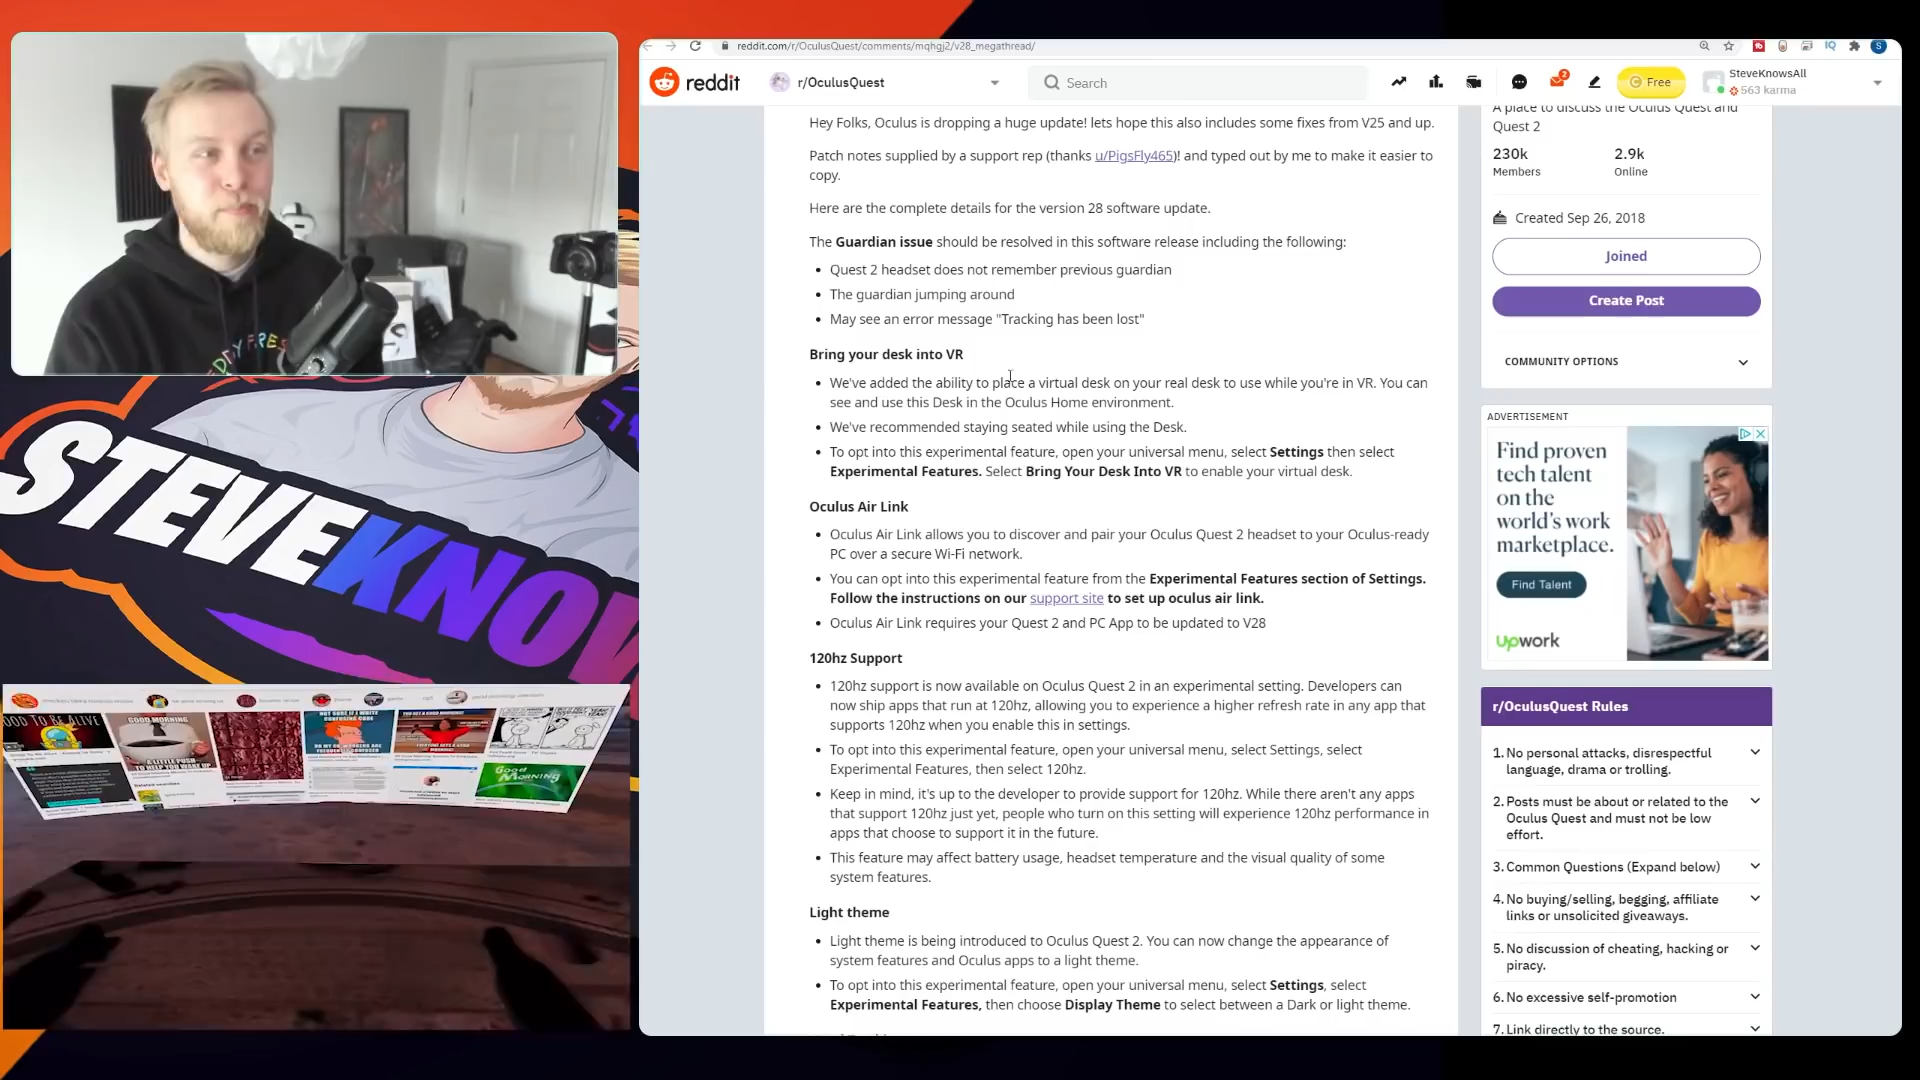 reddit.com/r/OculusQuest/comments/mqhgj2/v28_megathread/
reddit
r/OculusQuest
Search
2
Free
SteveKnowsAll
563 karma
S
IQ
Hey Folks, Oculus is dropping a huge update! lets hope this also includes some fixes from V25 and up.
Patch notes supplied by a support rep (thanks u/PigsFly465)! and typed out by me to make it easier to
copy.
Here are the complete details for the version 28 software update.
The Guardian issue should be resolved in this software release including the following:
• Quest 2 headset does not remember previous guardian
• The guardian jumping around
• May see an error message "Tracking has been lost"
Bring your desk into VR
• We've added the ability to place a virtual desk on your real desk to use while you're in VR. You can
see and use this Desk in the Oculus Home environment.
• We've recommended staying seated while using the Desk.
• To opt into this experimental feature, open your universal menu, select Settings then select
Experimental Features. Select Bring Your Desk Into VR to enable your virtual desk.
Oculus Air Link
• Oculus Air Link allows you to discover and pair your Oculus Quest 2 headset to your Oculus-ready
PC over a secure Wi-Fi network.
• You can opt into this experimental feature from the Experimental Features section of Settings.
Follow the instructions on our support site to set up oculus air link.
• Oculus Air Link requires your Quest 2 and PC App to be updated to V28
120hz Support
• 120hz support is now available on Oculus Quest 2 in an experimental setting. Developers can
now ship apps that run at 120hz, allowing you to experience a higher refresh rate in any app that
supports 120hz when you enable this in settings.
• To opt into this experimental feature, open your universal menu, select Settings, select
Experimental Features, then select 120hz.
• Keep in mind, it's up to the developer to provide support for 120hz. While there aren't any apps
that support 120hz just yet, people who turn on this setting will experience 120hz performance in
apps that choose to support it in the future.
• This feature may affect battery usage, headset temperature and the visual quality of some
system features.
Light theme
• Light theme is being introduced to Oculus Quest 2. You can now change the appearance of
system features and Oculus apps to a light theme.
• To opt into this experimental feature, open your universal menu, select Settings, select
Experimental Features, then choose Display Theme to select between a Dark or light theme.
A place to discuss the Oculus Quest and
Quest 2
230k
Members
2.9k
Online
Created Sep 26, 2018
Joined
Create Post
COMMUNITY OPTIONS
ADVERTISEMENT
Find proven
tech talent
on the
world's work
marketplace.
Find Talent
upwork
r/OculusQuest Rules
1. No personal attacks, disrespectful
language, drama or trolling.
2. Posts must be about or related to the
Oculus Quest and must not be low
effort.
3. Common Questions (Expand below)
4. No buying/selling, begging, affiliate
links or unsolicited giveaways.
5. No discussion of cheating, hacking or
piracy.
6. No excessive self-promotion
7. Link directly to the source.
STEVEKNOW
GOOD MORNING
A LITTLE PUSH
TO HELP YOU WAKE UP
Good
MORNING